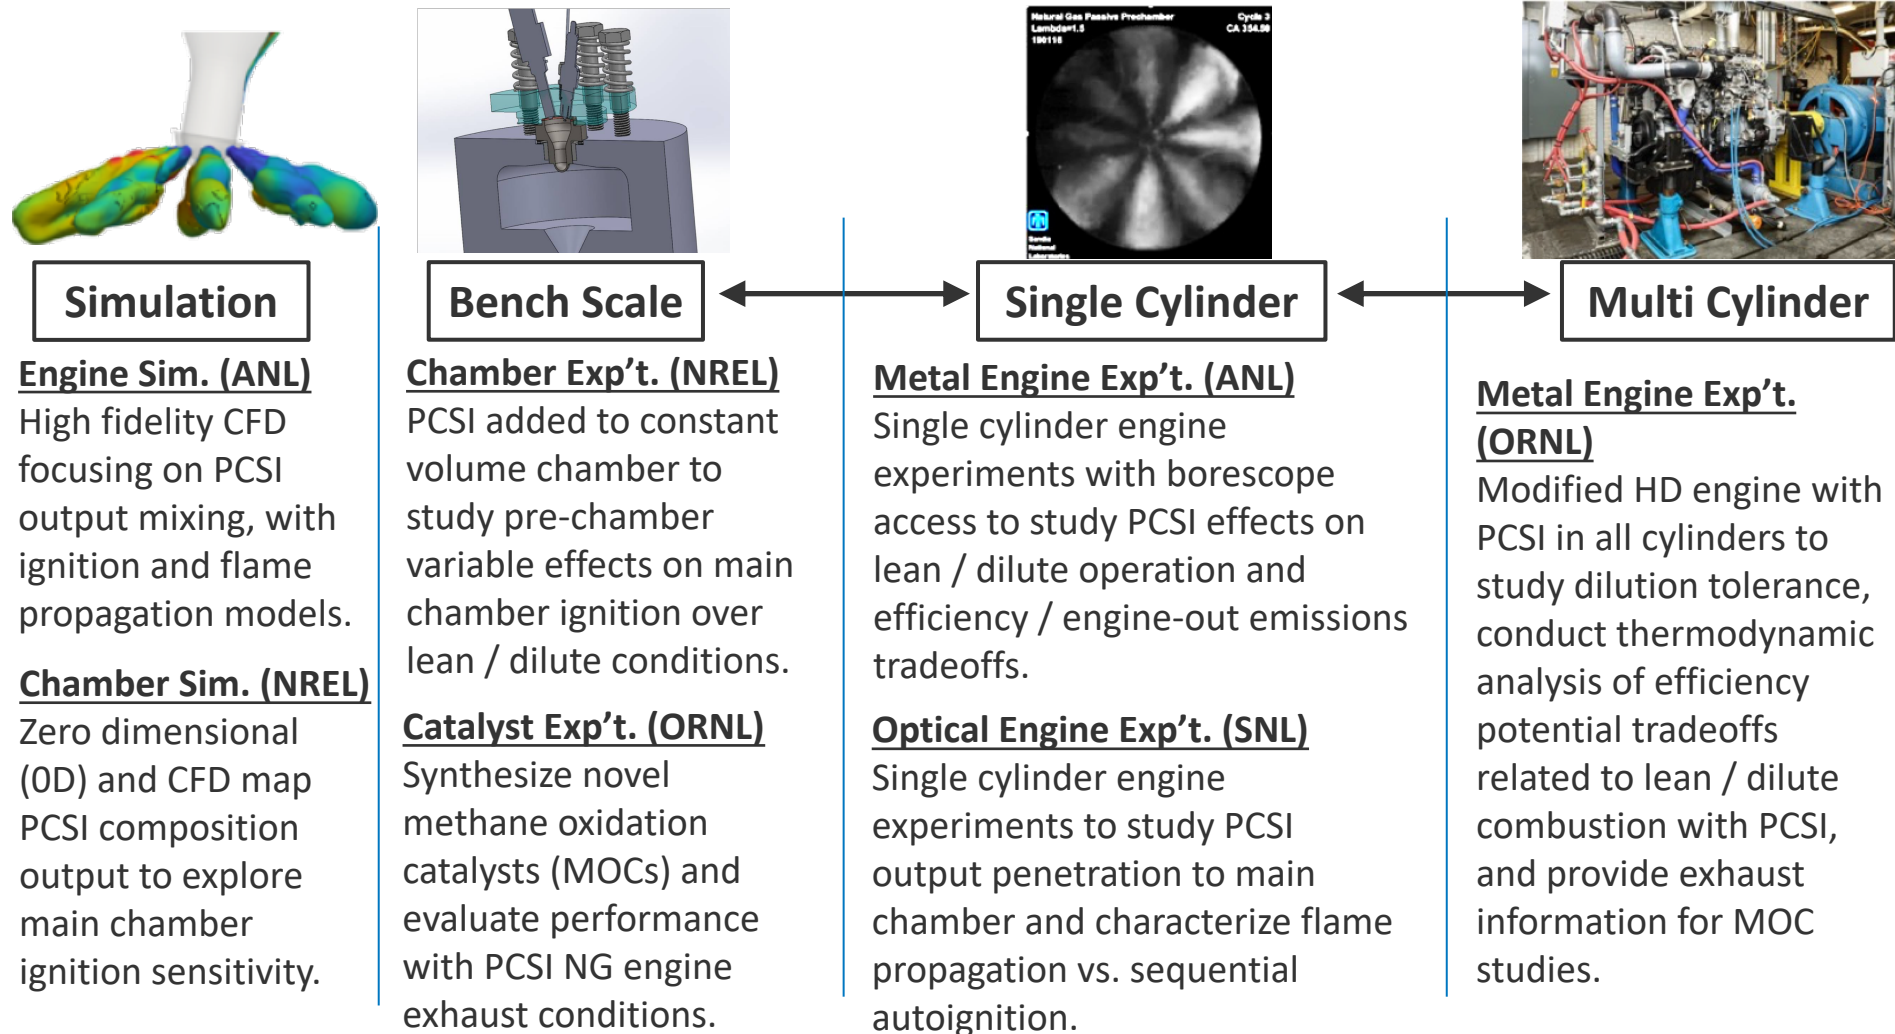 Natural Gas Passive Prechamber
Cycle 3
Lambda=1.5
CA 354.50
190116
Sandia
National
Laboratories
Simulation
Engine Sim. (ANL)
High fidelity CFD
focusing on PCSI
output mixing, with
ignition and flame
propagation models.
Chamber Sim. (NREL)
Zero dimensional
(0D) and CFD map
PCSI composition
output to explore
main chamber
ignition sensitivity.
Bench Scale
Chamber Exp’t. (NREL)
PCSI added to constant
volume chamber to
study pre-chamber
variable effects on main
chamber ignition over
lean / dilute conditions.
Catalyst Exp’t. (ORNL)
Synthesize novel
methane oxidation
catalysts (MOCs) and
evaluate performance
with PCSI NG engine
exhaust conditions.
Single Cylinder
Metal Engine Exp’t. (ANL)
Single cylinder engine
experiments with borescope
access to study PCSI effects on
lean / dilute operation and
efficiency / engine-out emissions
tradeoffs.
Optical Engine Exp’t. (SNL)
Single cylinder engine
experiments to study PCSI
output penetration to main
chamber and characterize flame
propagation vs. sequential
autoignition.
Multi Cylinder
Metal Engine Exp’t.
(ORNL)
Modified HD engine with
PCSI in all cylinders to
study dilution tolerance,
conduct thermodynamic
analysis of efficiency
potential tradeoffs
related to lean / dilute
combustion with PCSI,
and provide exhaust
information for MOC
studies.